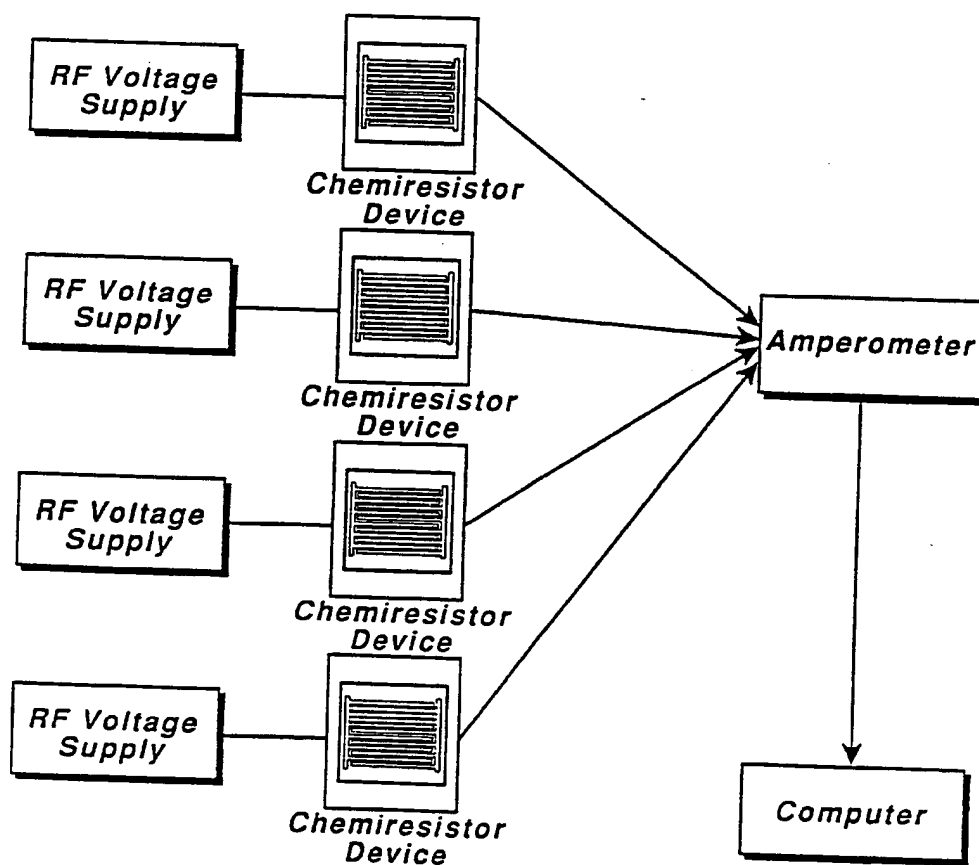 RF Voltage
Supply
Chemiresistor
Device
RF Voltage
Supply
Chemiresistor
Device
Amperometer
RF Voltage
Supply
Chemiresistor
Device
RF Voltage
Supply
Chemiresistor
Device
Computer